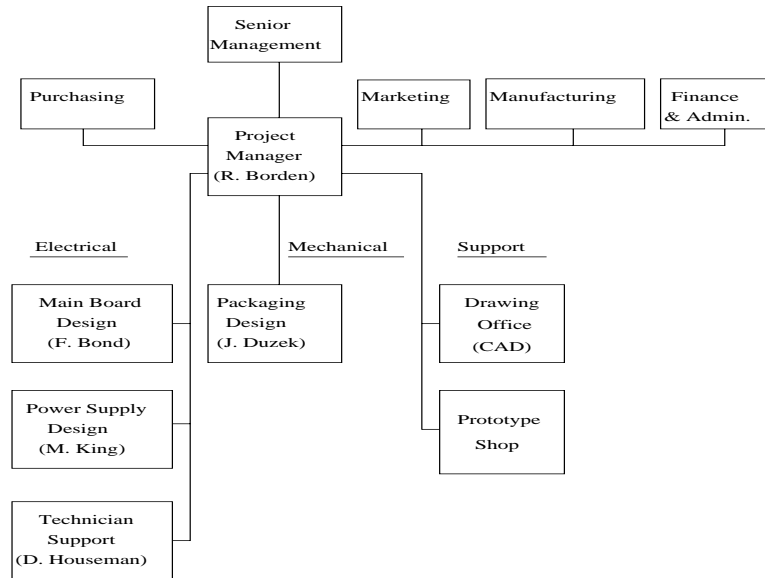 Senior
Management
Purchasing
Marketing
Manufacturing
Finance
& Admin.
Project
Manager
(R. Borden)
Electrical
Mechanical
Support
Main Board
Design
(F. Bond)
Packaging
Design
(J. Duzek)
Drawing
Office
(CAD)
Power Supply
Design
(M. King)
Prototype
Shop
Technician
Support
(D. Houseman)